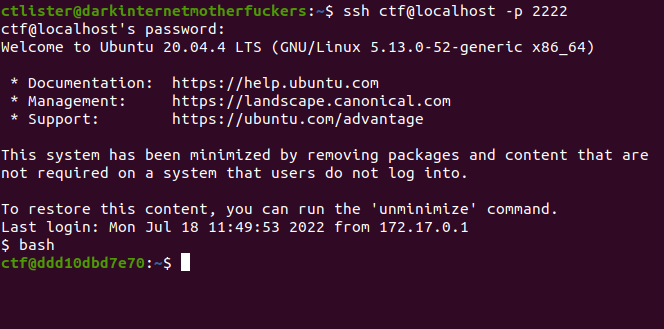 ctlister@darkinternetmotherfuckers:~$ ssh ctf@localhost -p 2222
ctf@localhost's password:
Welcome to Ubuntu 20.04.4 LTS (GNU/Linux 5.13.0-52-generic x86_64)
* Documentation:  https://help.ubuntu.com
* Management:     https://landscape.canonical.com
* Support:        https://ubuntu.com/advantage
This system has been minimized by removing packages and content that are
not required on a system that users do not log into.
To restore this content, you can run the 'unminimize' command.
Last login: Mon Jul 18 11:49:53 2022 from 172.17.0.1
$ bash
ctf@ddd10dbd7e70:~$